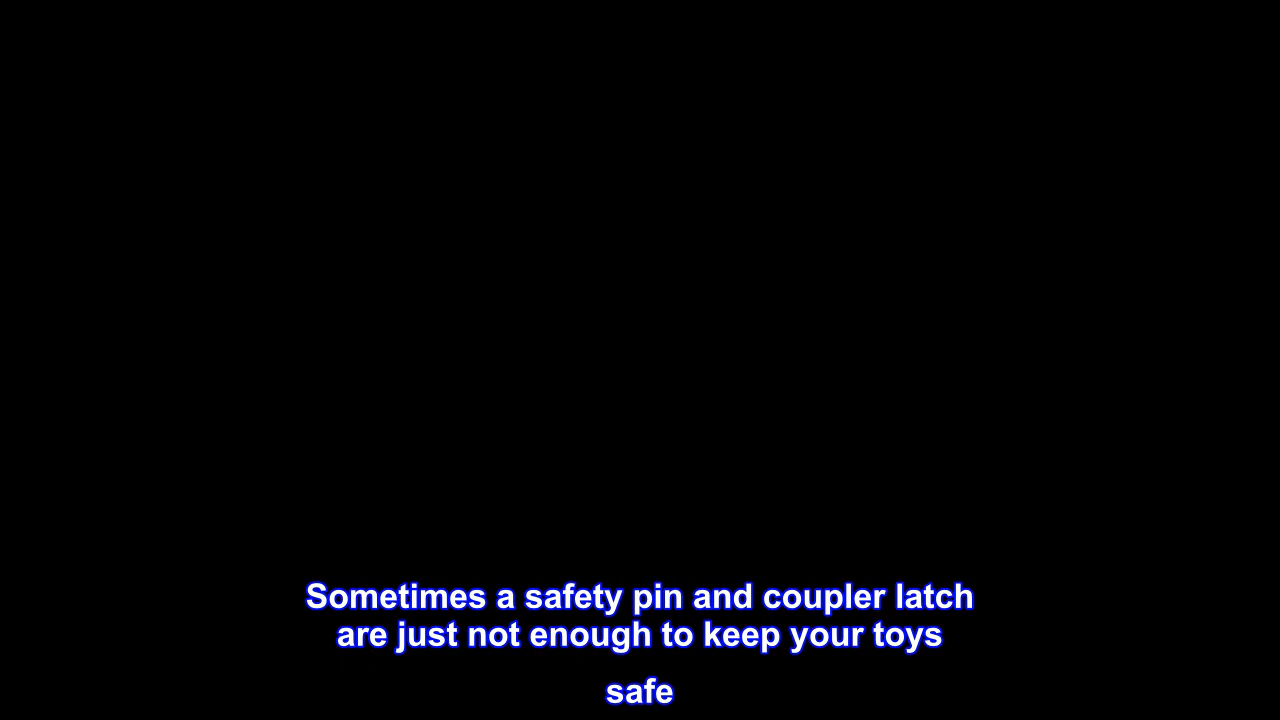 Sometimes a safety pin and coupler latch
are just not enough to keep your toys
safe